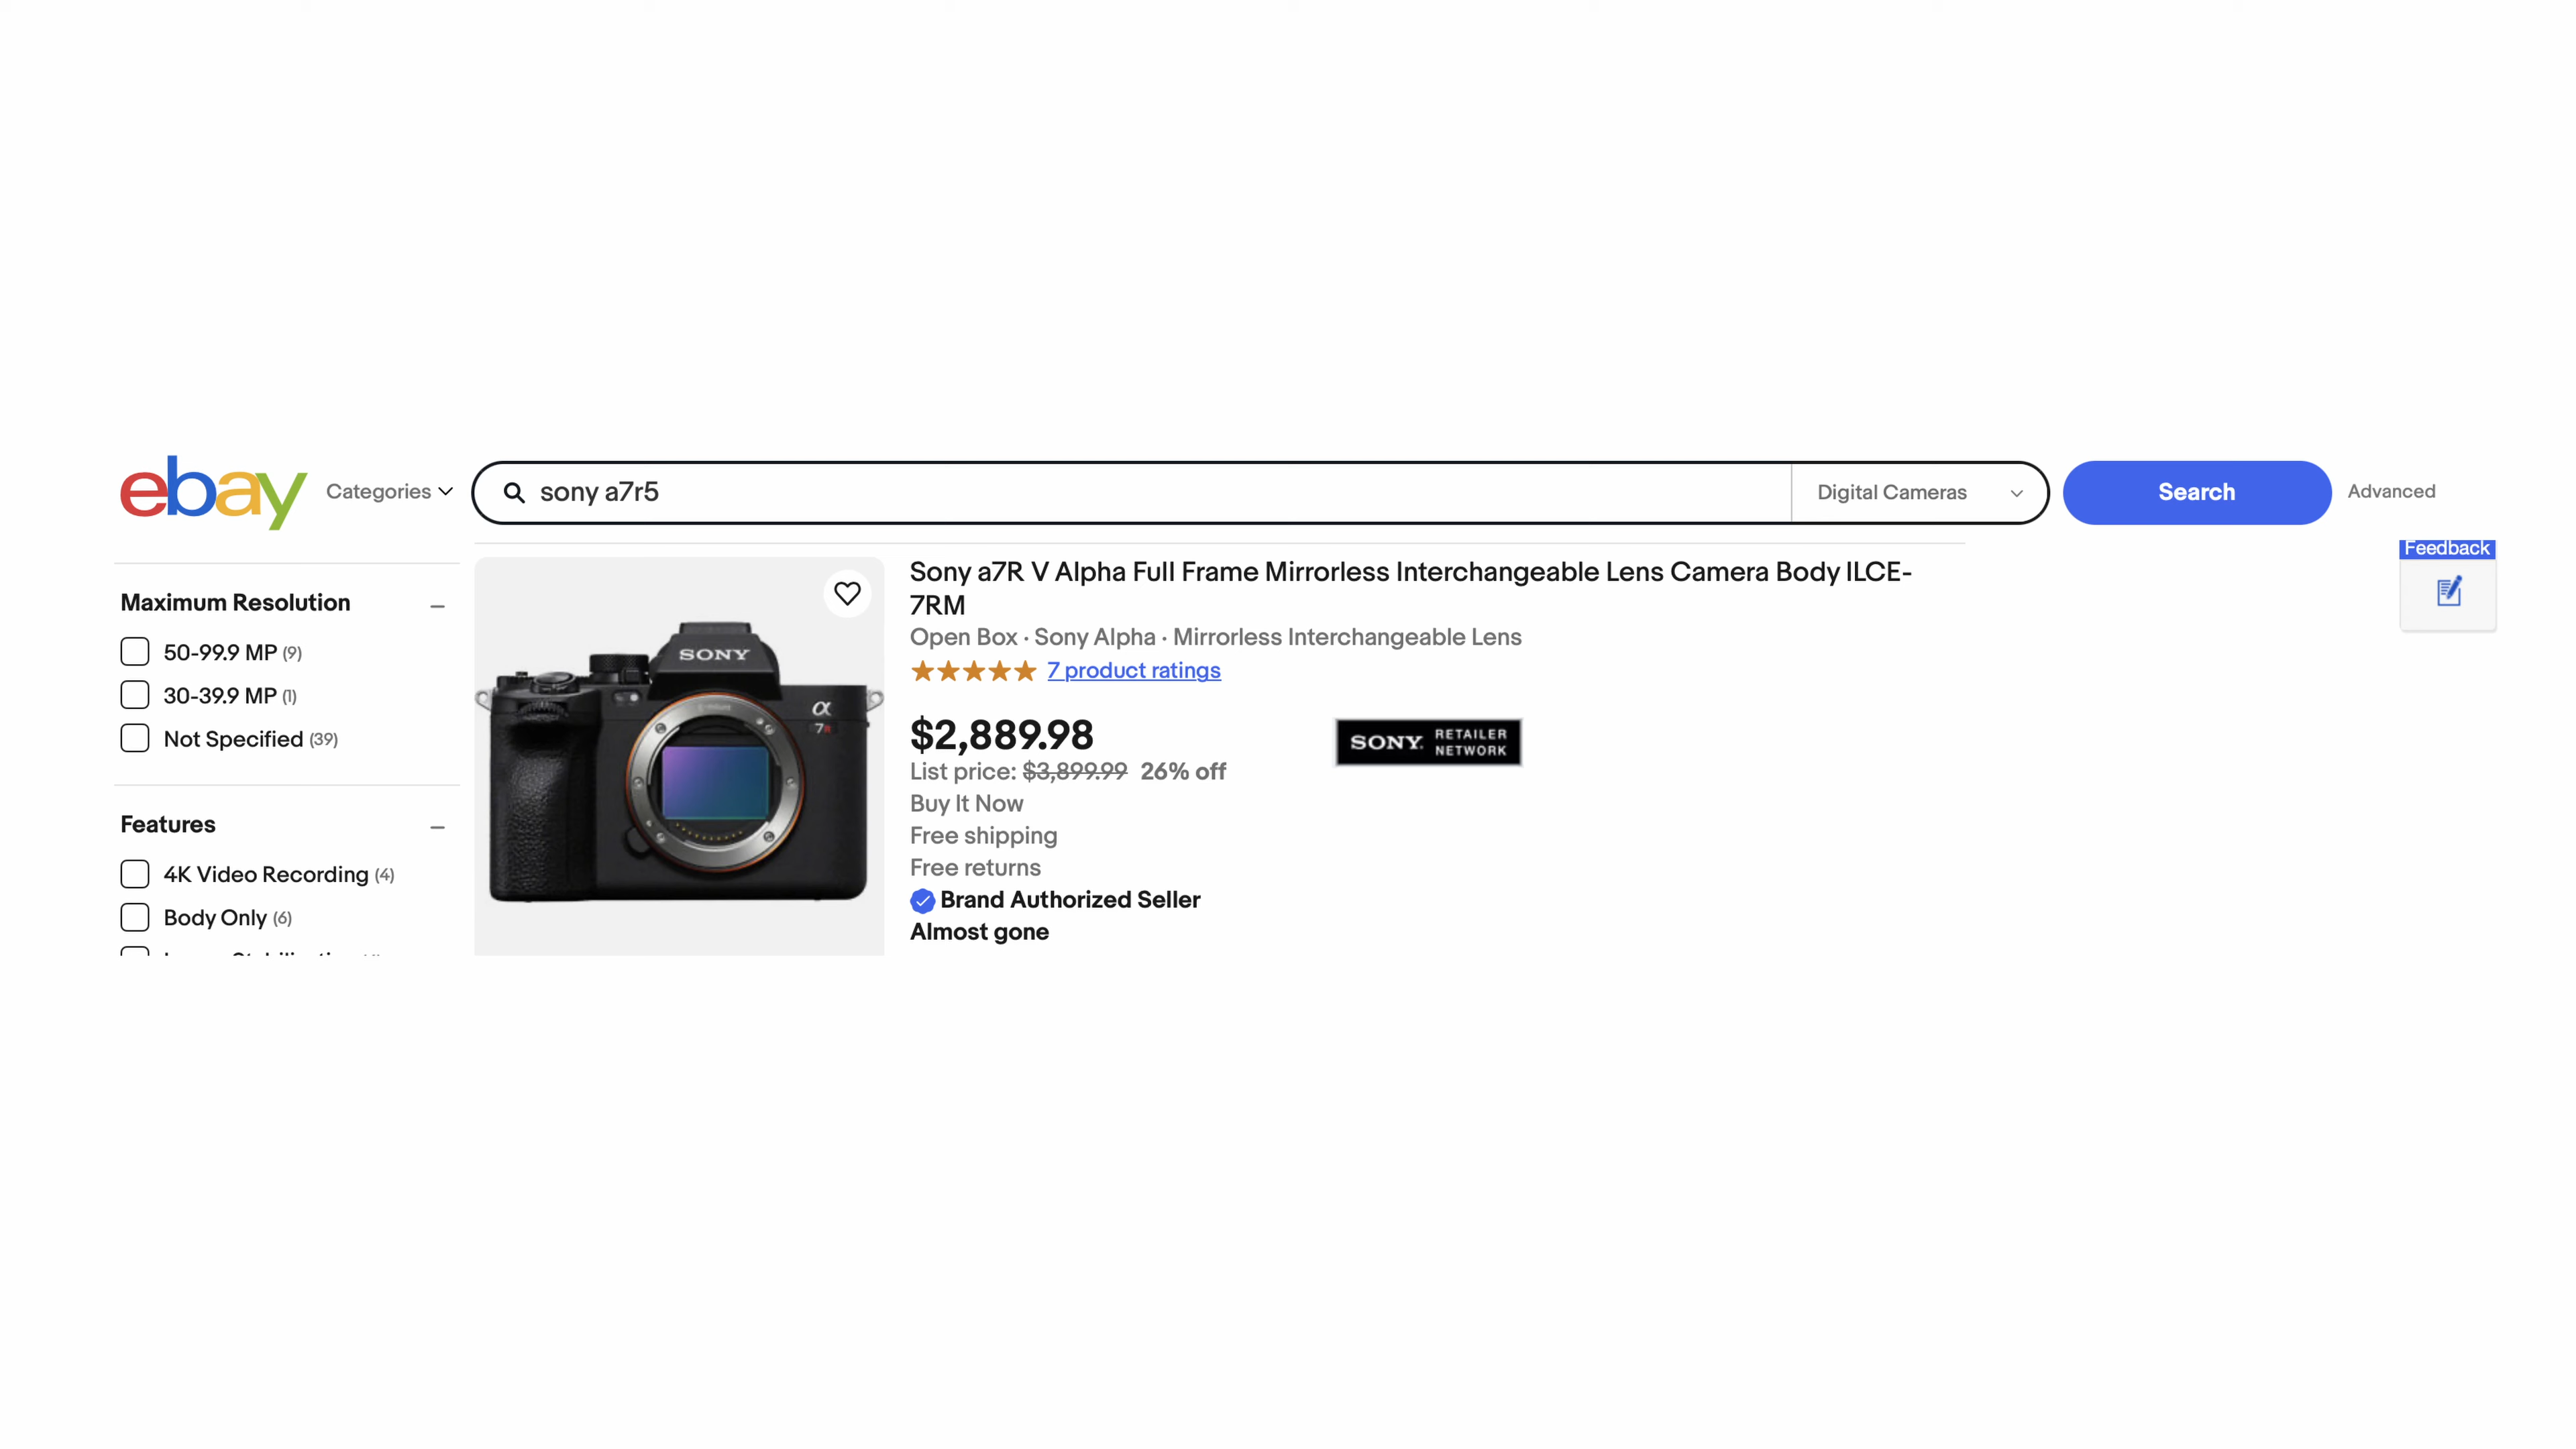 ebay
Categories
sony a7r5
Digital Cameras
Search
Advanced
Feedback
Maximum Resolution
50-99.9 MP (9)
30-39.9 MP (1)
Not Specified (39)
Features
4K Video Recording (4)
Body Only (6)
SONY
α
7R
Sony a7R V Alpha Full Frame Mirrorless Interchangeable Lens Camera Body ILCE-
7RM
Open Box · Sony Alpha · Mirrorless Interchangeable Lens
7 product ratings
$2,889.98
List price: $3,899.99 26% off
Buy It Now
Free shipping
Free returns
Brand Authorized Seller
Almost gone
SONY RETAILER
NETWORK